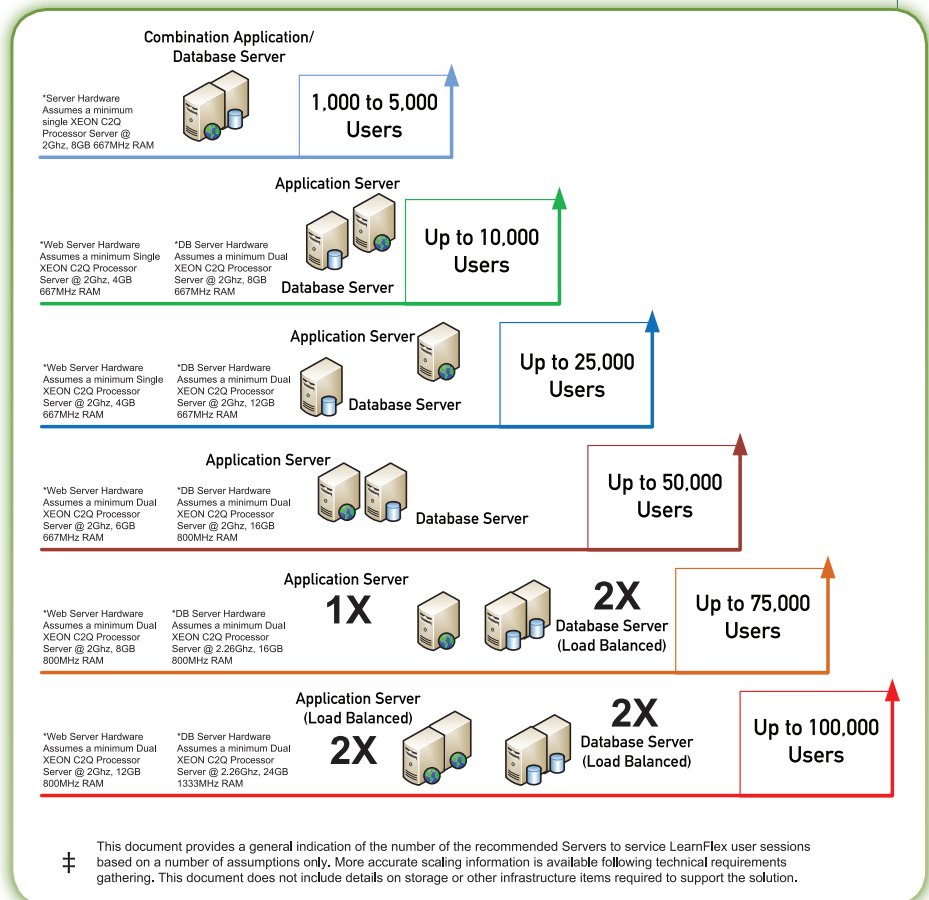 Combination Application/
Database Server
*Server Hardware
Assumes a minimum
single XEON C2Q
Processor Server @
2Ghz, 8GB 667MHz RAM
1,000 to 5,000
Users
Application Server
*Web Server Hardware
Assumes a minimum Single
XEON C2Q Processor
Server @ 2Ghz, 4GB
667MHz RAM
*DB Server Hardware
Assumes a minimum Dual
XEON C2Q Processor
Server @ 2Ghz, 8GB
667MHz RAM
Database Server
Up to 10,000
Users
Application Server
*Web Server Hardware
Assumes a minimum Single
XEON C2Q Processor
Server @ 2Ghz, 4GB
667MHz RAM
*DB Server Hardware
Assumes a minimum Dual
XEON C2Q Processor
Server @ 2Ghz, 12GB
667MHz RAM
Database Server
Up to 25,000
Users
Application Server
*Web Server Hardware
Assumes a minimum Dual
XEON C2Q Processor
Server @ 2Ghz, 6GB
667MHz RAM
*DB Server Hardware
Assumes a minimum Dual
XEON C2Q Processor
Server @ 2Ghz, 16GB
800MHz RAM
Database Server
Up to 50,000
Users
Application Server
1X
*Web Server Hardware
Assumes a minimum Dual
XEON C2Q Processor
Server @ 2Ghz, 8GB
800MHz RAM
*DB Server Hardware
Assumes a minimum Dual
XEON C2Q Processor
Server @ 2.26Ghz, 16GB
800MHz RAM
2X
Database Server
(Load Balanced)
Up to 75,000
Users
Application Server
(Load Balanced)
2X
*Web Server Hardware
Assumes a minimum Dual
XEON C2Q Processor
Server @ 2Ghz, 12GB
800MHz RAM
*DB Server Hardware
Assumes a minimum Dual
XEON C2Q Processor
Server @ 2.26Ghz, 24GB
1333MHz RAM
2X
Database Server
(Load Balanced)
Up to 100,000
Users
‡
This document provides a general indication of the number of the recommended Servers to service LearnFlex user sessions
based on a number of assumptions only. More accurate scaling information is available following technical requirements
gathering. This document does not include details on storage or other infrastructure items required to support the solution.